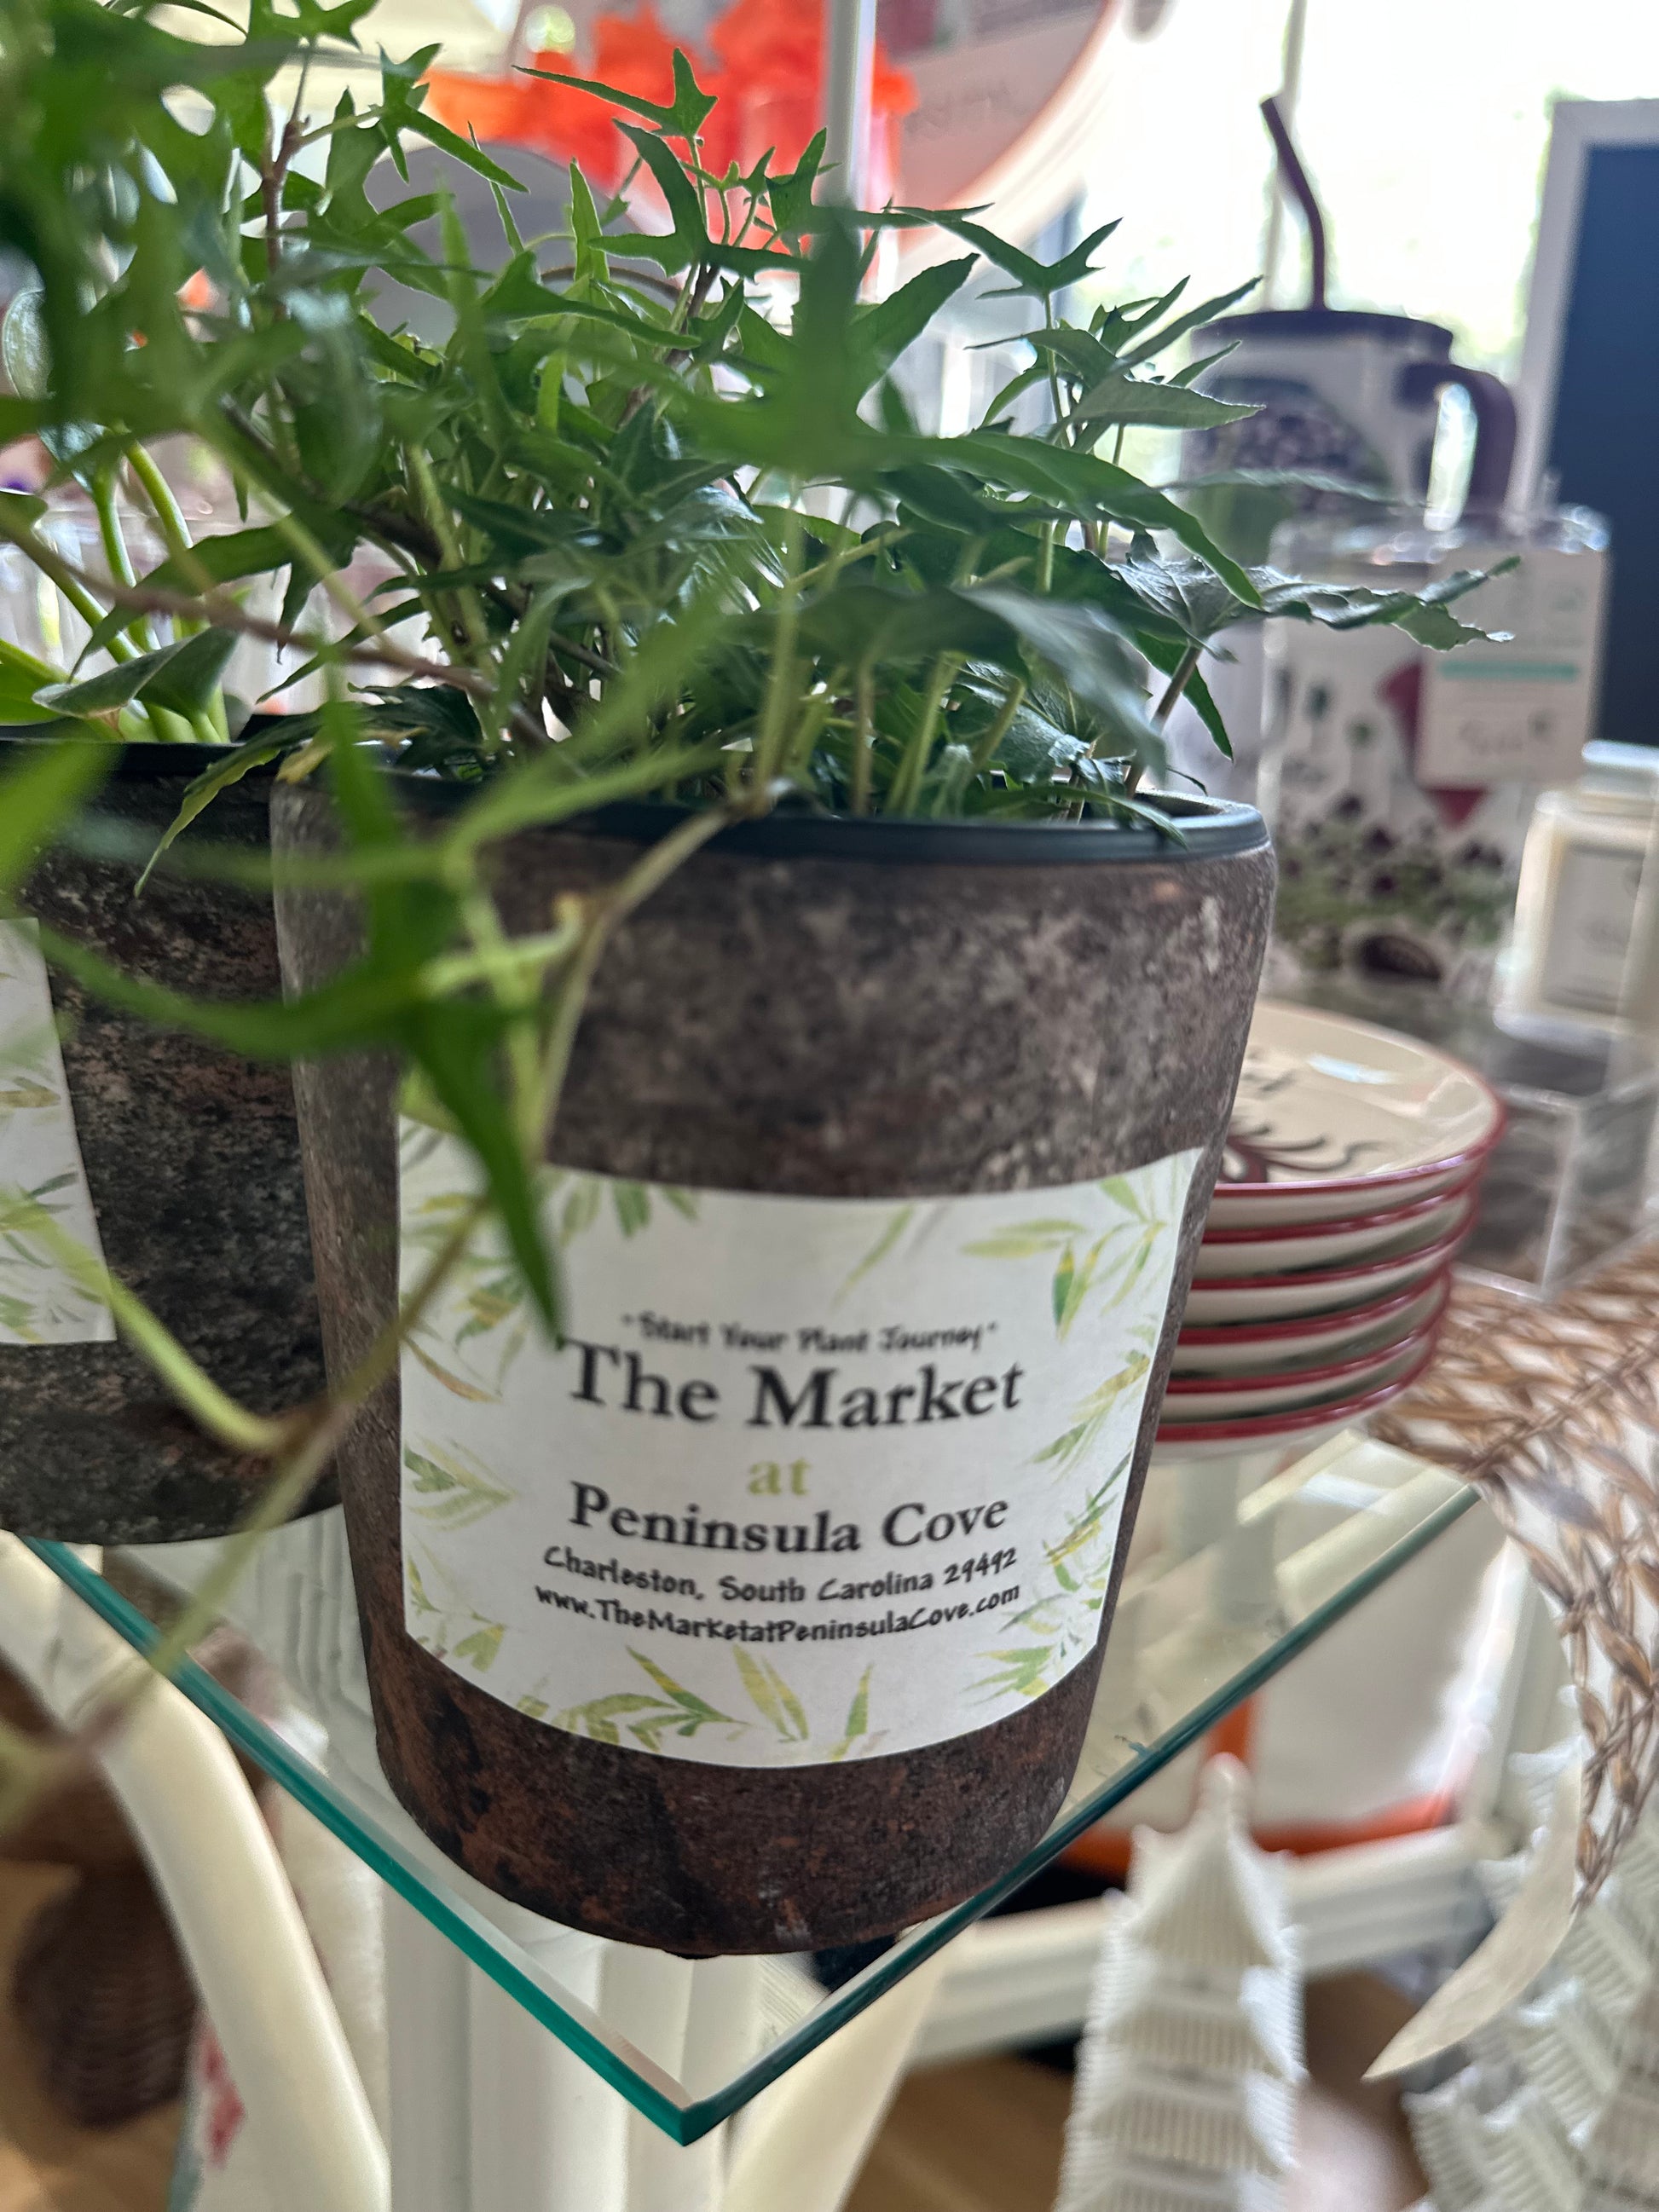 "Start Your Plant Journey"
The Market
at
Peninsula Cove
Charleston, South Carolina 29492
www.TheMarketatPeninsulaCove.com